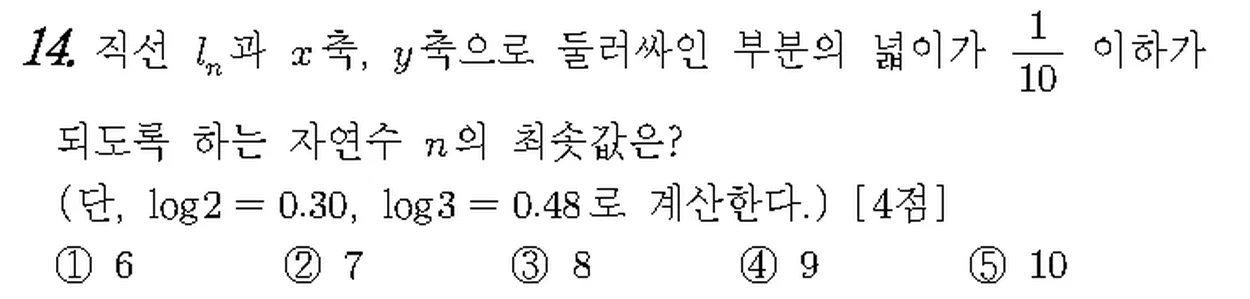 14. 직선 l_n과 x축, y축으로 둘러싸인 부분의 넓이가 1/10 이하가
되도록 하는 자연수 n의 최솟값은?
(단, log2 = 0.30, log3 = 0.48로 계산한다.) [4점]
① 6 ② 7 ③ 8 ④ 9 ⑤ 10